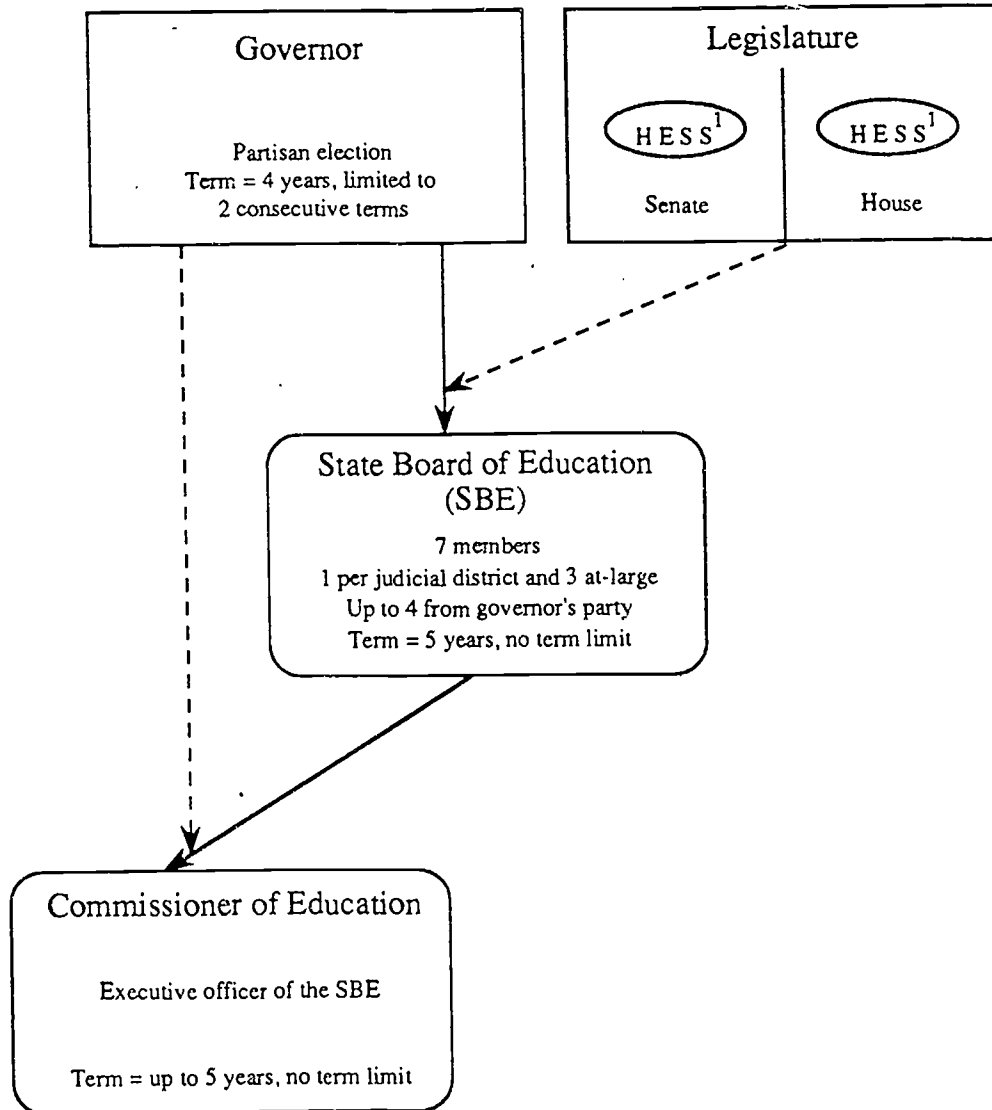 Governor
Partisan election
Term = 4 years, limited to
2 consecutive terms
Legislature
HESS¹
HESS¹
Senate
House
State Board of Education
(SBE)
7 members
1 per judicial district and 3 at-large
Up to 4 from governor's party
Term = 5 years, no term limit
Commissioner of Education
Executive officer of the SBE
Term = up to 5 years, no term limit